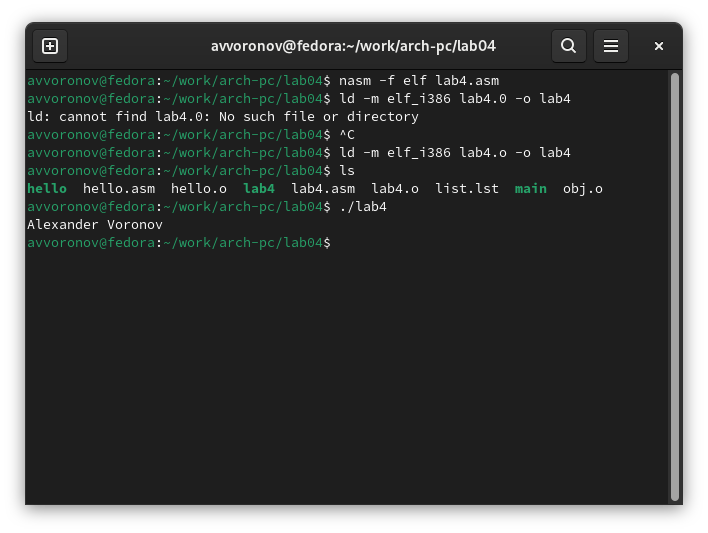 avvoronov@fedora:~/work/arch-pc/lab04
avvoronov@fedora:~/work/arch-pc/lab04$ nasm -f elf lab4.asm
avvoronov@fedora:~/work/arch-pc/lab04$ ld -m elf_i386 lab4.0 -o lab4
ld: cannot find lab4.0: No such file or directory
avvoronov@fedora:~/work/arch-pc/lab04$ ^C
avvoronov@fedora:~/work/arch-pc/lab04$ ld -m elf_i386 lab4.o -o lab4
avvoronov@fedora:~/work/arch-pc/lab04$ ls
hello  hello.asm  hello.o  lab4  lab4.asm  lab4.o  list.lst  main  obj.o
avvoronov@fedora:~/work/arch-pc/lab04$ ./lab4
Alexander Voronov
avvoronov@fedora:~/work/arch-pc/lab04$